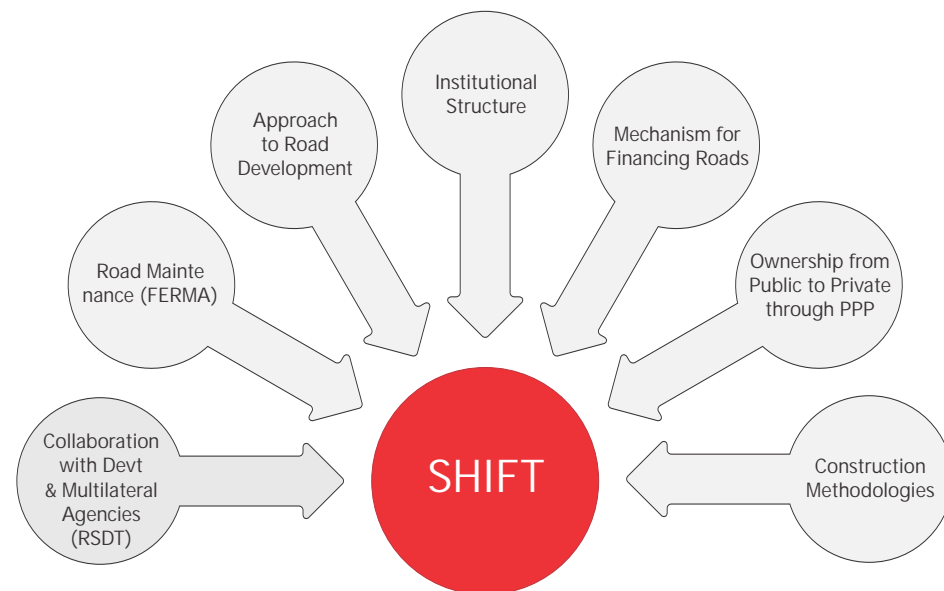 Institutional
Structure
Approach
to Road
Development
Mechanism for
Financing Roads
Road Mainte
nance (FERMA)
Ownership from
Public to Private
through PPP
Collaboration
with Devt
& Multilateral
Agencies
(RSDT)
SHIFT
Construction
Methodologies